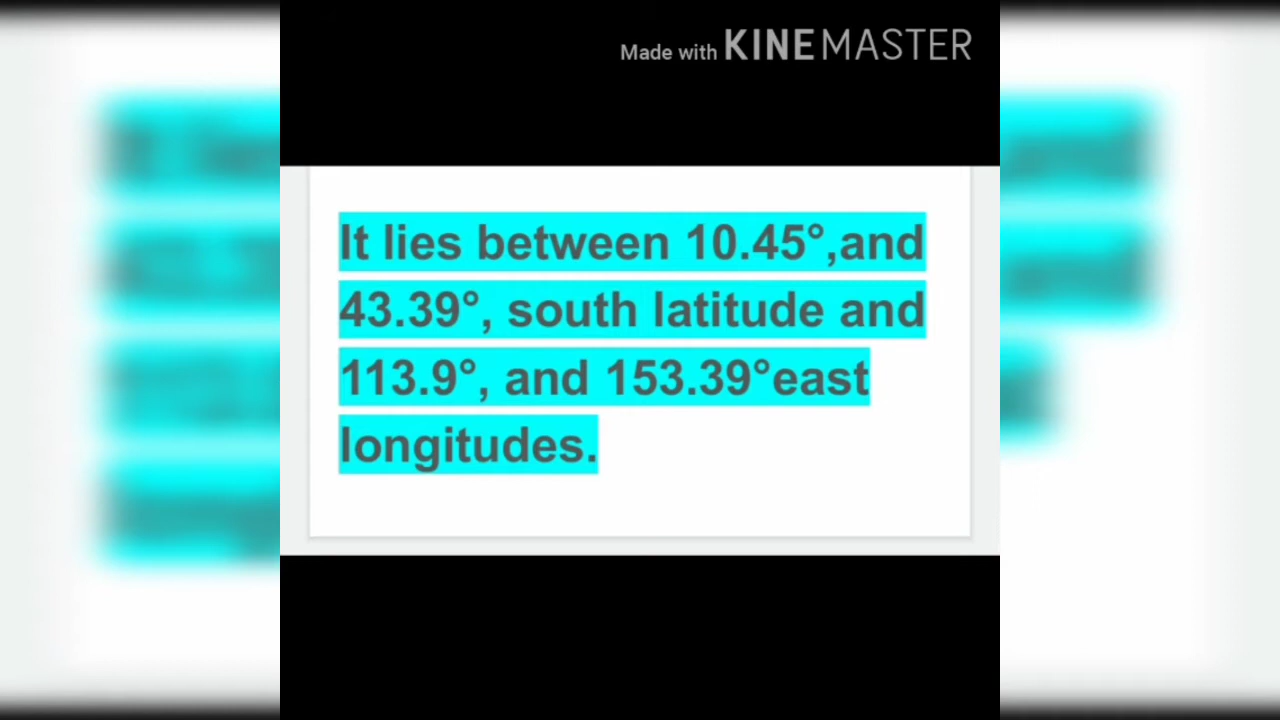 Made with KINEMASTER
It lies between 10.45°,and
43.39°, south latitude and
113.9°, and 153.39°east
longitudes.